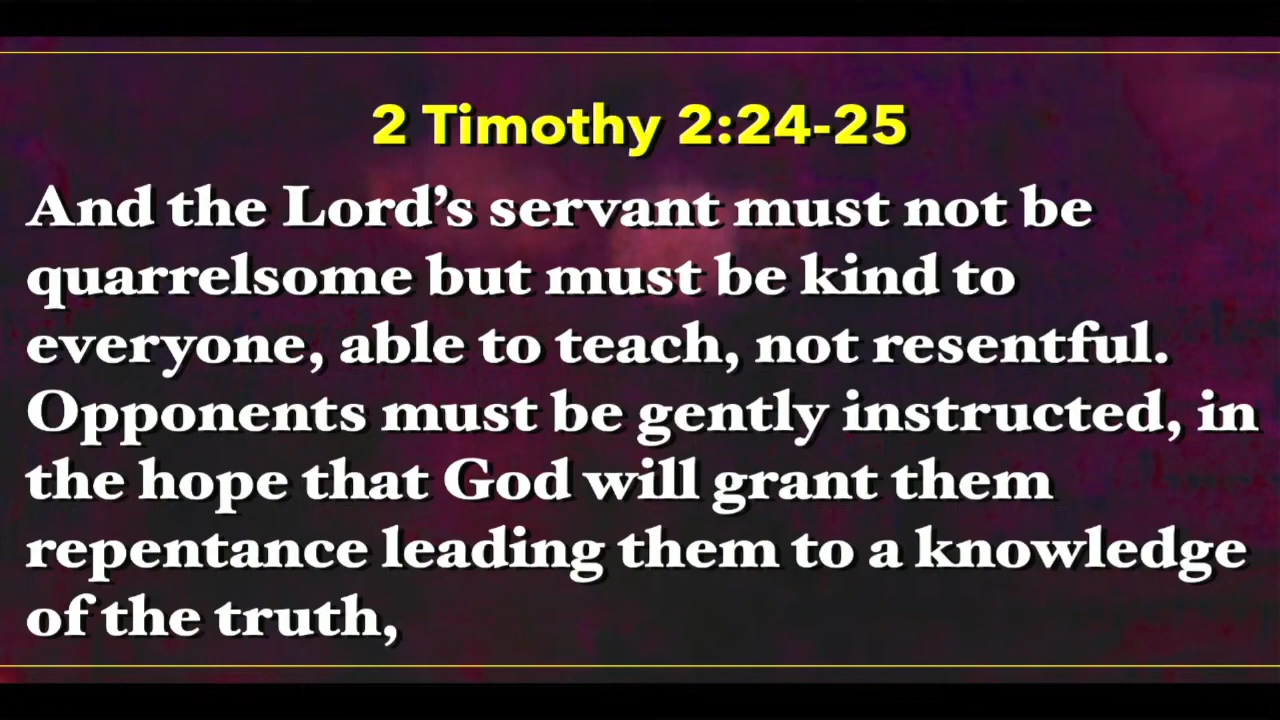 2 Timothy 2:24-25
And the Lord’s servant must not be
quarrelsome but must be kind to
everyone, able to teach, not resentful.
Opponents must be gently instructed, in
the hope that God will grant them
repentance leading them to a knowledge
of the truth,